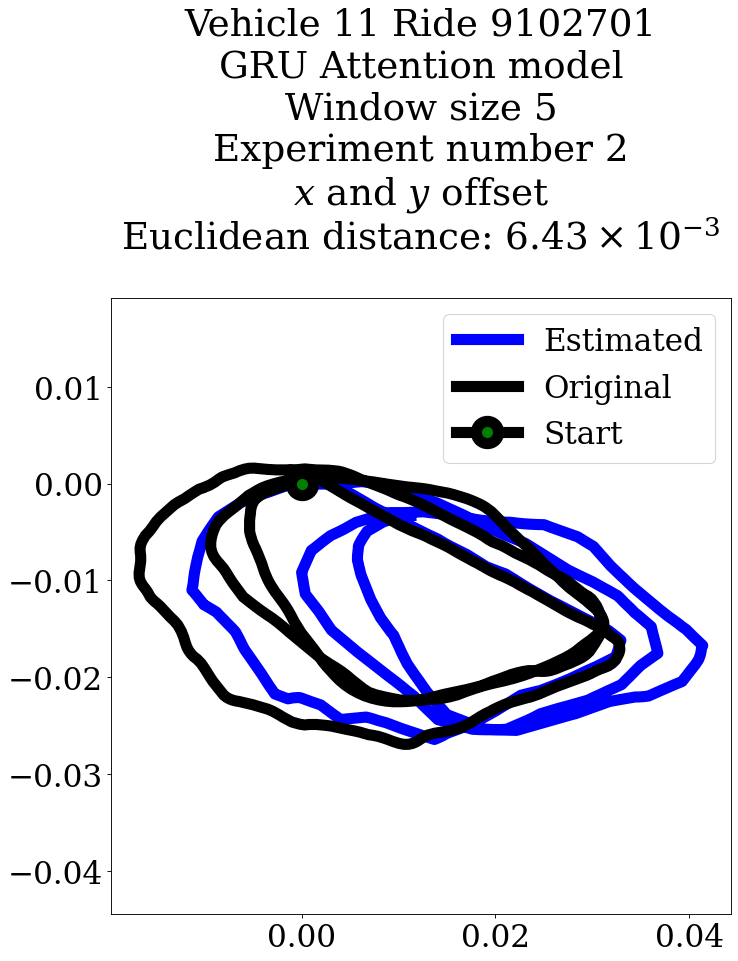 Vehicle 11 Ride 9102701
GRU Attention model
Window size 5
Experiment number 2
x and y offset
Euclidean distance: 6.43 × 10⁻³
Estimated
Original
Start
0.01
0.00
−0.01
−0.02
−0.03
−0.04
0.00 0.02 0.04